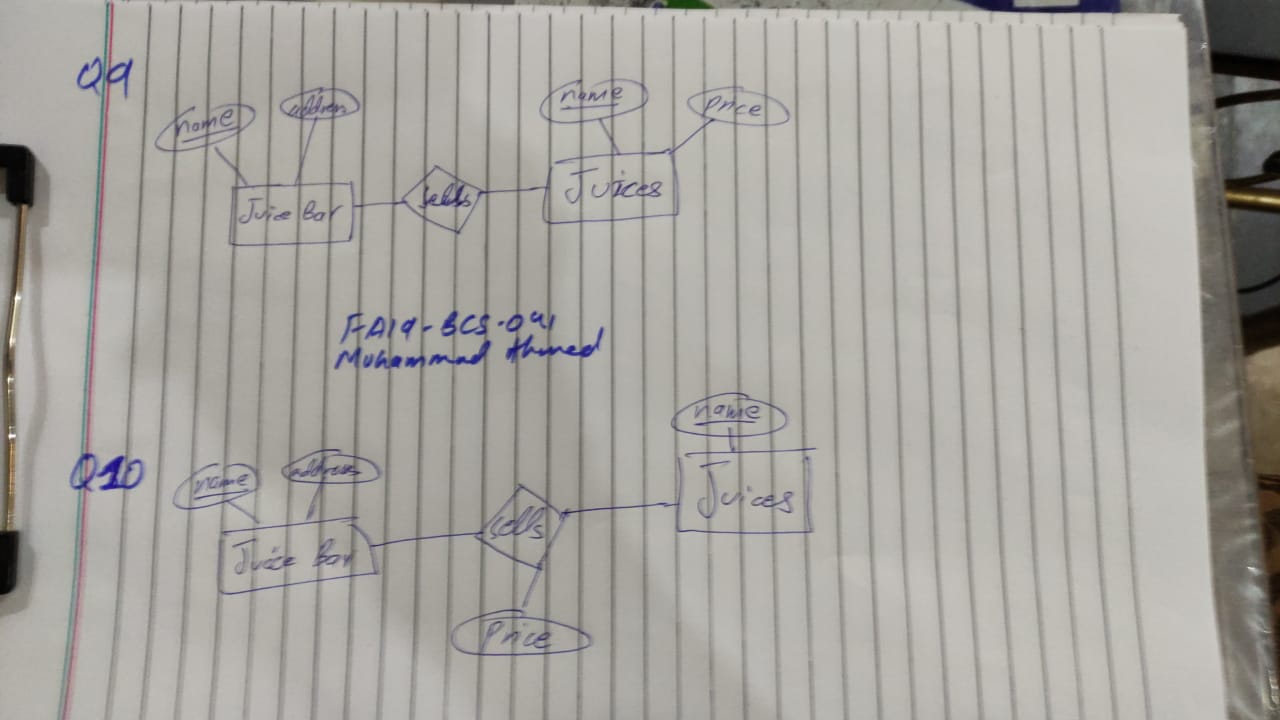 Q9
name address name price
Juice Bar sells Juices
FA19-BCS-041
Muhammad Ahmed
name
Q10
name address
Juices
sells
Juice Bar
Price